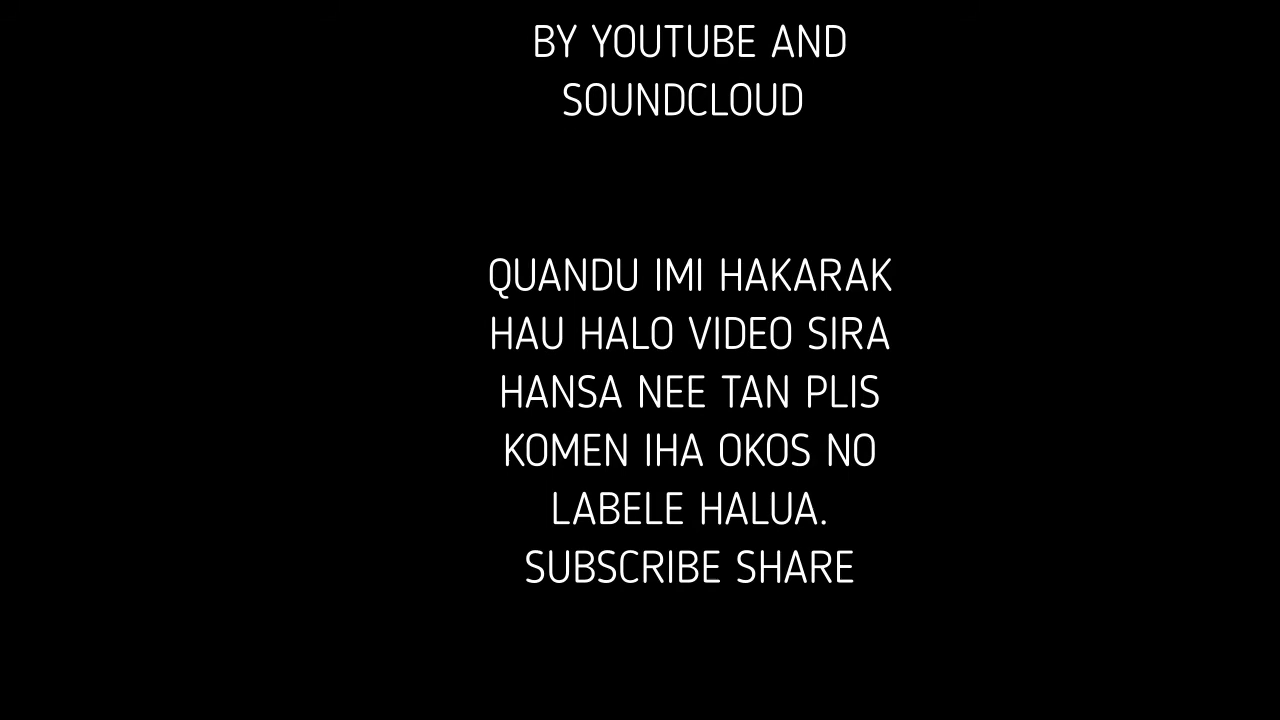 BY YOUTUBE AND
SOUNDCLOUD
QUANDU IMI HAKARAK
HAU HALO VIDEO SIRA
HANSA NEE TAN PLIS
KOMEN IHA OKOS NO
LABELE HALUA.
SUBSCRIBE SHARE